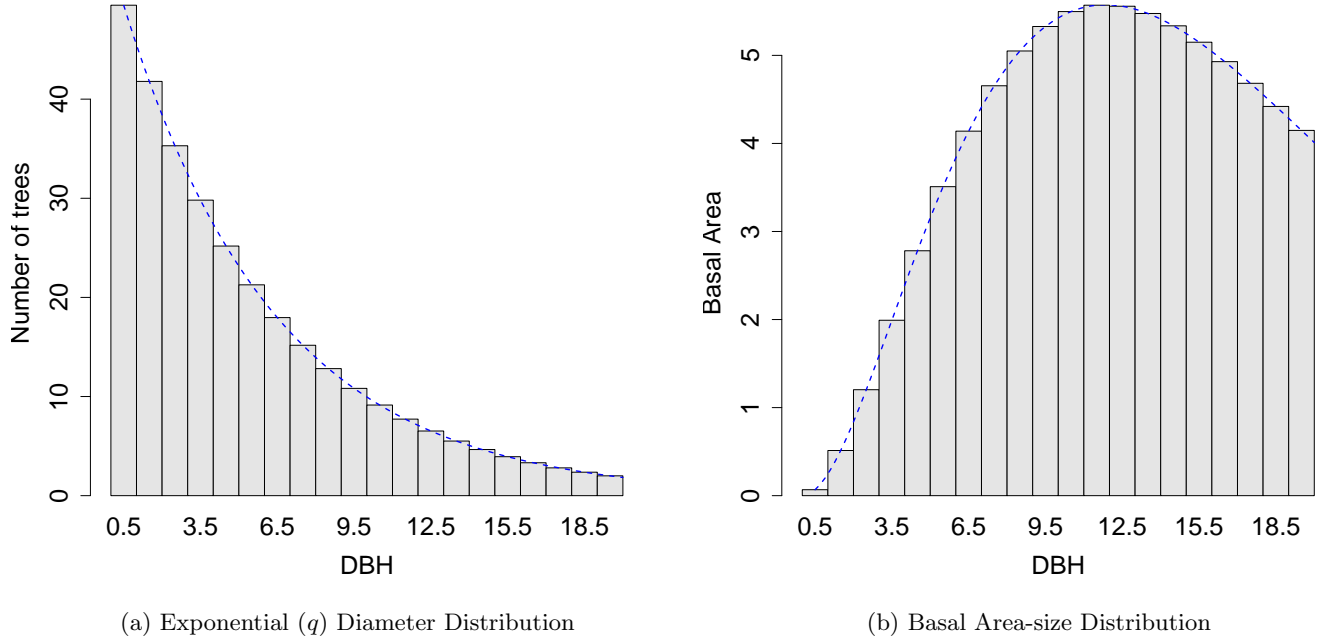 Number of trees
0
10
20
30
40
0.5 3.5 6.5 9.5 12.5 15.5 18.5
DBH
(a) Exponential (q) Diameter Distribution
Basal Area
0
1
2
3
4
5
0.5 3.5 6.5 9.5 12.5 15.5 18.5
DBH
(b) Basal Area-size Distribution